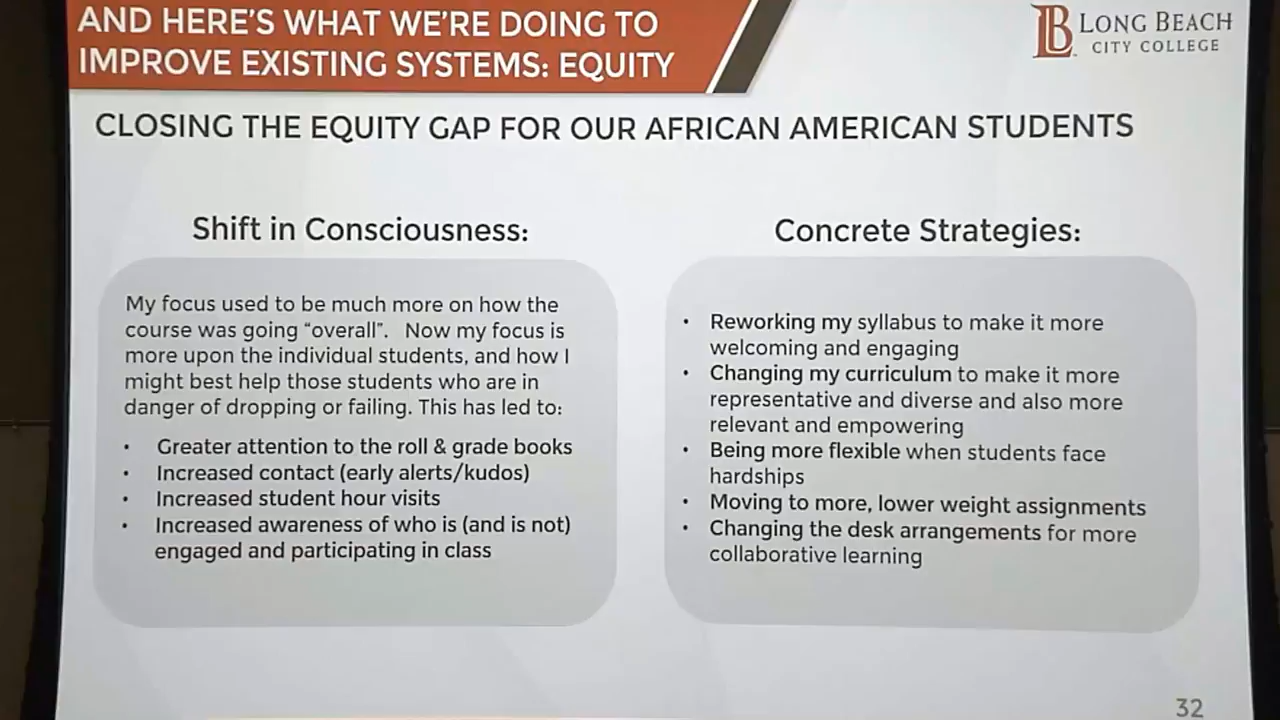 AND HERE'S WHAT WE'RE DOING TO
IMPROVE EXISTING SYSTEMS: EQUITY
LB LONG BEACH
CITY COLLEGE
CLOSING THE EQUITY GAP FOR OUR AFRICAN AMERICAN STUDENTS
Shift in Consciousness:
My focus used to be much more on how the
course was going “overall”. Now my focus is
more upon the individual students, and how I
might best help those students who are in
danger of dropping or failing. This has led to:
• Greater attention to the roll & grade books
• Increased contact (early alerts/kudos)
• Increased student hour visits
• Increased awareness of who is (and is not)
engaged and participating in class
Concrete Strategies:
• Reworking my syllabus to make it more
welcoming and engaging
• Changing my curriculum to make it more
representative and diverse and also more
relevant and empowering
• Being more flexible when students face
hardships
• Moving to more, lower weight assignments
• Changing the desk arrangements for more
collaborative learning
32